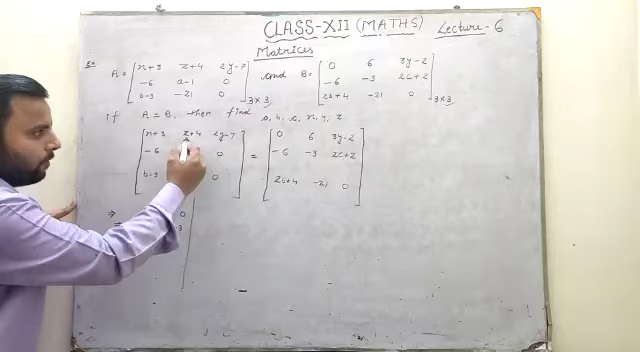 CLASS-XII (MATHS) Lecture-6
Matrices
Ex A = [x+3 z+4 2y-7
-6 a-1 0
b-3 -21 0] 3×3 and B = [0 6 3y-2
-6 -3 2c+2
2b+4 -21 0] 3×3
if A = B, then find a, b, c, x, y, z
[x+3 z+4 2y-7
-6 0
b-3 0] = [0 6 3y-2
-6 -3 2c+2
2b+4 -21 0]
⇒ 0
3